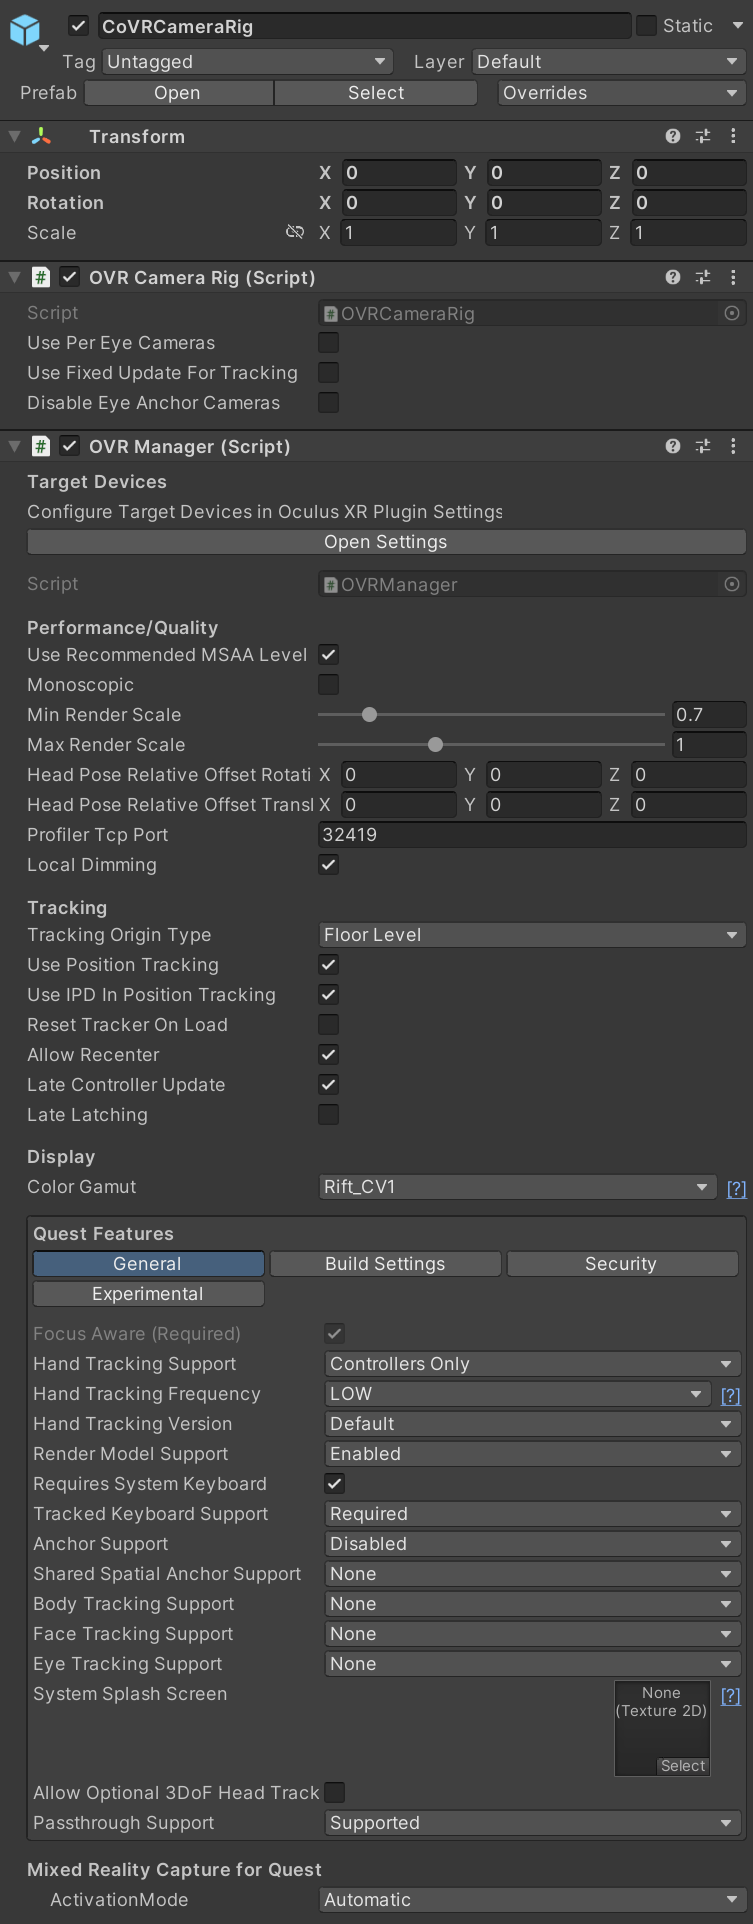 CoVRCameraRig Static
Tag Untagged Layer Default
Prefab Open Select Overrides
Transform
Position X 0 Y 0 Z 0
Rotation X 0 Y 0 Z 0
Scale X 1 Y 1 Z 1
# OVR Camera Rig (Script)
Script # OVRCameraRig
Use Per Eye Cameras
Use Fixed Update For Tracking
Disable Eye Anchor Cameras
# OVR Manager (Script)
Target Devices
Configure Target Devices in Oculus XR Plugin Settings
Open Settings
Script # OVRManager
Performance/Quality
Use Recommended MSAA Level
Monoscopic
Min Render Scale 0.7
Max Render Scale 1
Head Pose Relative Offset Rotati X 0 Y 0 Z 0
Head Pose Relative Offset Transl X 0 Y 0 Z 0
Profiler Tcp Port 32419
Local Dimming
Tracking
Tracking Origin Type Floor Level
Use Position Tracking
Use IPD In Position Tracking
Reset Tracker On Load
Allow Recenter
Late Controller Update
Late Latching
Display
Color Gamut Rift_CV1 [?]
Quest Features
General Build Settings Security
Experimental
Focus Aware (Required)
Hand Tracking Support Controllers Only
Hand Tracking Frequency LOW [?]
Hand Tracking Version Default
Render Model Support Enabled
Requires System Keyboard
Tracked Keyboard Support Required
Anchor Support Disabled
Shared Spatial Anchor Support None
Body Tracking Support None
Face Tracking Support None
Eye Tracking Support None
System Splash Screen None [?]
(Texture 2D)
Select
Allow Optional 3DoF Head Track
Passthrough Support Supported
Mixed Reality Capture for Quest
ActivationMode Automatic